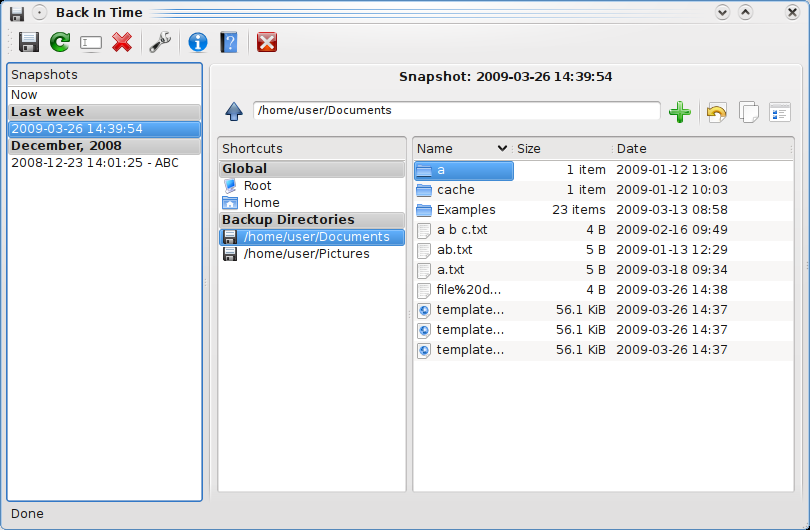 Back In Time
Snapshots
Now
Last week
2009-03-26 14:39:54
December, 2008
2008-12-23 14:01:25 - ABC
Snapshot: 2009-03-26 14:39:54
/home/user/Documents
Shortcuts
Global
Root
Home
Backup Directories
/home/user/Documents
/home/user/Pictures
Name Size Date
a 1 item 2009-01-12 13:06
cache 1 item 2009-01-12 10:03
Examples 23 items 2009-03-13 08:58
a b c.txt 4 B 2009-02-16 09:49
ab.txt 5 B 2009-01-13 12:29
a.txt 5 B 2009-03-18 09:34
file%20d... 4 B 2009-03-26 14:38
template... 56.1 KiB 2009-03-26 14:37
template... 56.1 KiB 2009-03-26 14:37
template... 56.1 KiB 2009-03-26 14:37
Done